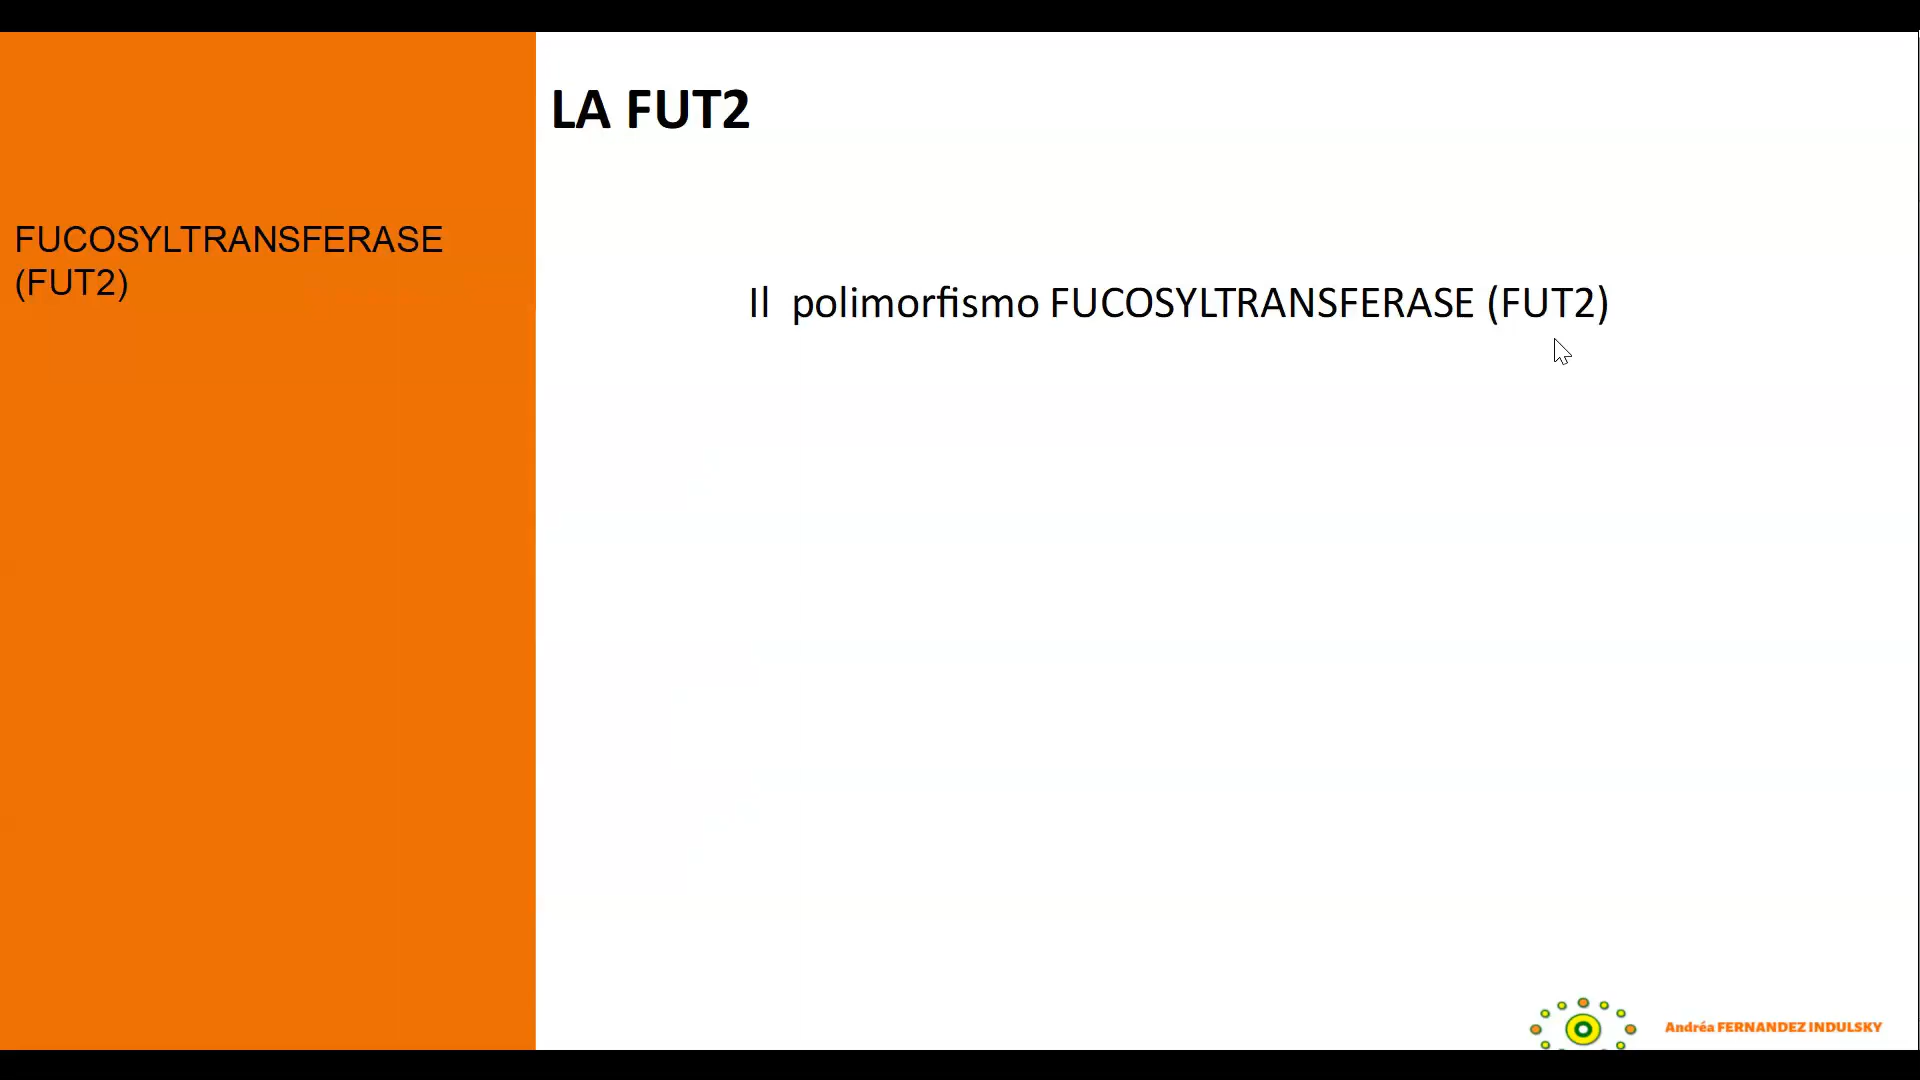 LA FUT2
FUCOSYLTRANSFERASE
(FUT2)
Il  polimorfismo FUCOSYLTRANSFERASE (FUT2)
Andréa FERNANDEZ INDULSKY